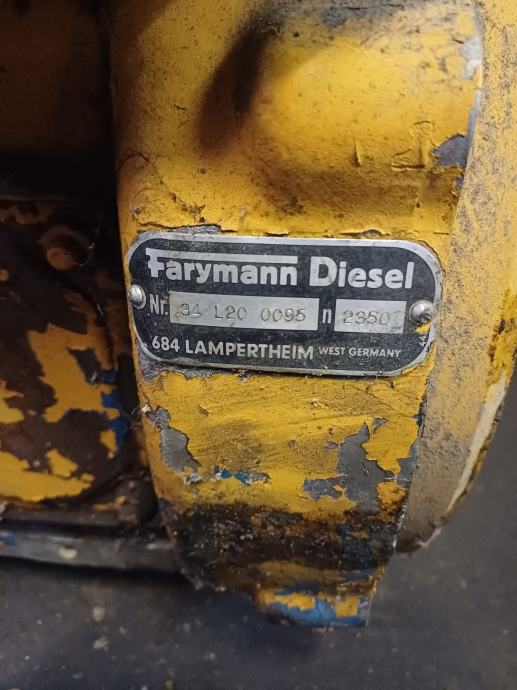 Farymann Diesel
Nr. 34 L20 0095 n 2350
684 LAMPERTHEIM WEST GERMANY